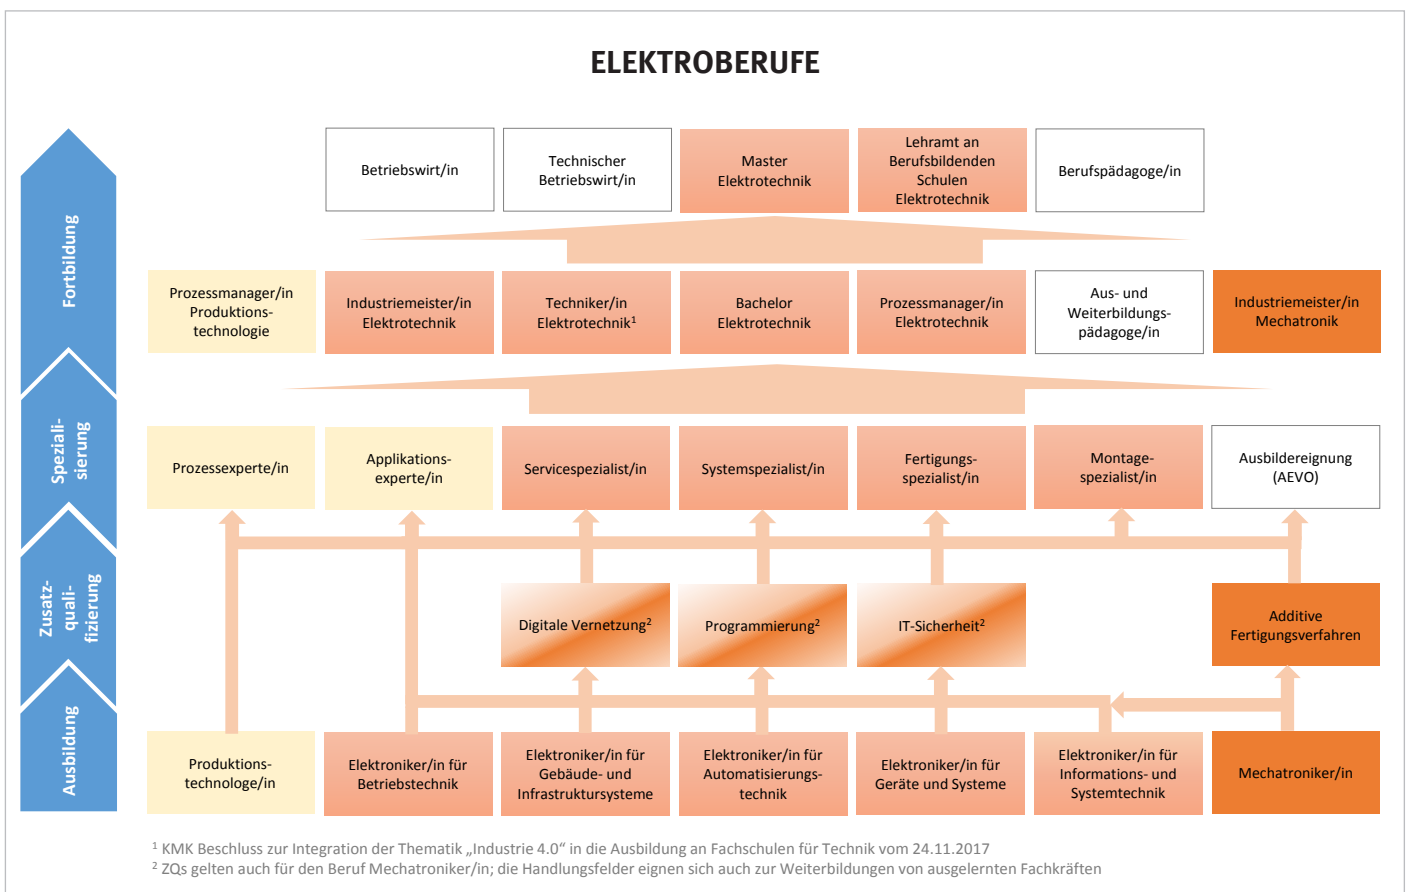 ELEKTROBERUFE
Fortbildung
Betriebswirt/in
Technischer
Betriebswirt/in
Master
Elektrotechnik
Lehramt an
Berufsbildenden
Schulen
Elektrotechnik
Berufspädagoge/in
Prozessmanager/in
Produktions-
technologie
Industriemeister/in
Elektrotechnik
Techniker/in
Elektrotechnik¹
Bachelor
Elektrotechnik
Prozessmanager/in
Elektrotechnik
Aus- und
Weiterbildungs-
pädagoge/in
Industriemeister/in
Mechatronik
Speziali-
sierung
Prozessexperte/in
Applikations-
experte/in
Servicespezialist/in
Systemspezialist/in
Fertigungs-
spezialist/in
Montage-
spezialist/in
Ausbildereignung
(AEVO)
Zusatz-
quali-
fizierung
Digitale Vernetzung²
Programmierung²
IT-Sicherheit²
Additive
Fertigungsverfahren
Ausbildung
Produktions-
technologe/in
Elektroniker/in für
Betriebstechnik
Elektroniker/in für
Gebäude- und
Infrastruktursysteme
Elektroniker/in für
Automatisierungs-
technik
Elektroniker/in für
Geräte und Systeme
Elektroniker/in für
Informations- und
Systemtechnik
Mechatroniker/in
¹ KMK Beschluss zur Integration der Thematik „Industrie 4.0“ in die Ausbildung an Fachschulen für Technik vom 24.11.2017
² ZQs gelten auch für den Beruf Mechatroniker/in; die Handlungsfelder eignen sich auch zur Weiterbildungen von ausgelernten Fachkräften